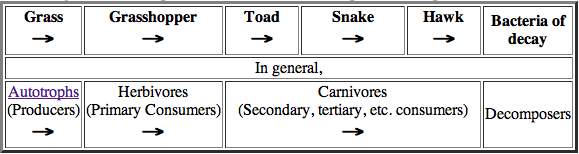 Grass → Grasshopper → Toad → Snake → Hawk → Bacteria of
decay
In general,
Autotrophs
(Producers) → Herbivores
(Primary Consumers) → Carnivores
(Secondary, tertiary, etc. consumers) → Decomposers